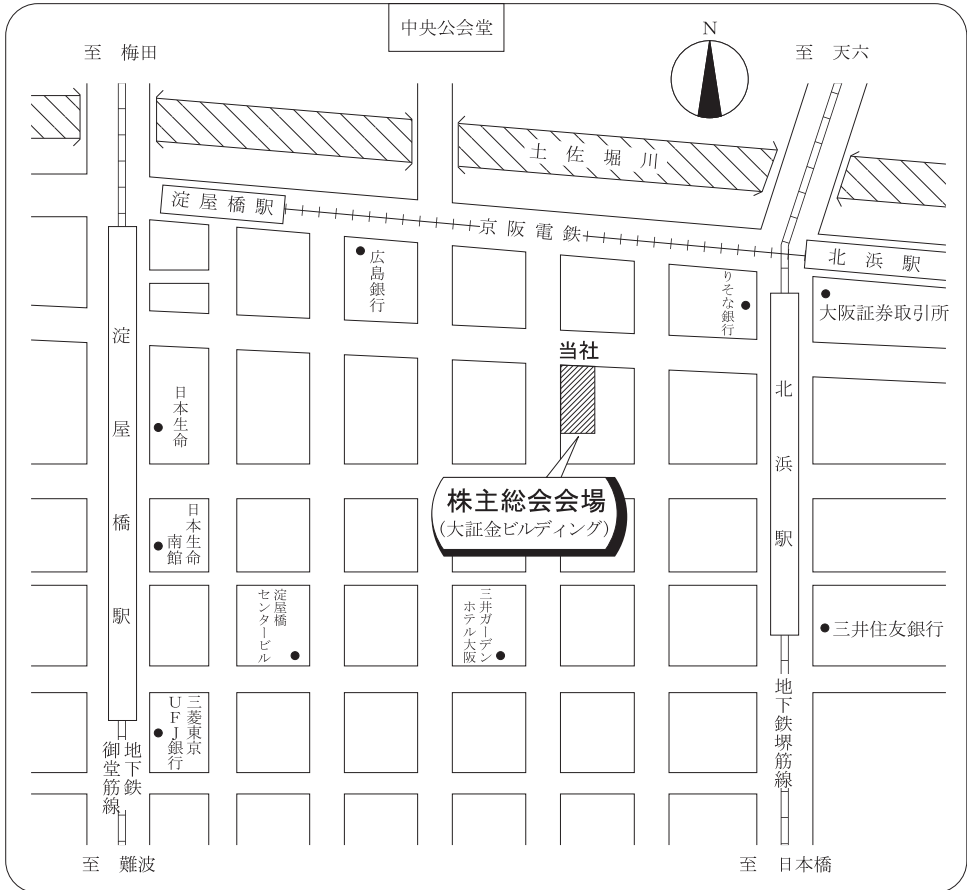 中央公会堂
N
至 梅田
至 天六
土佐堀川
淀屋橋駅
京阪電鉄
北浜駅
広島銀行
りそな銀行
大阪証券取引所
淀屋橋駅
当社
北浜駅
日本生命
株主総会会場
(大証金ビルディング)
日本生命
南館
淀屋橋
センタービル
三井ガーデン
ホテル大阪
三井住友銀行
三菱東京
UFJ銀行
地下鉄
御堂筋線
地下鉄堺筋線
至 難波
至 日本橋